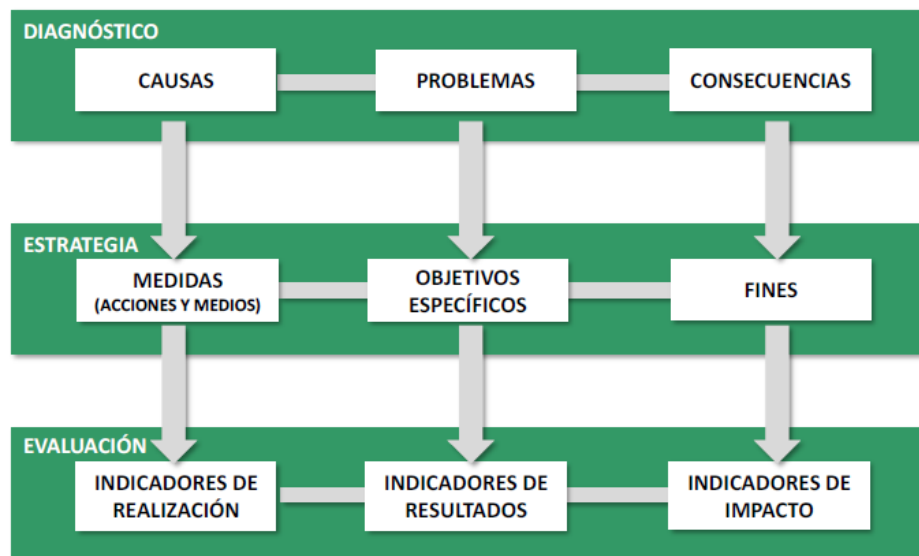 DIAGNÓSTICO
CAUSAS
PROBLEMAS
CONSECUENCIAS
ESTRATEGIA
MEDIDAS
(ACCIONES Y MEDIOS)
OBJETIVOS
ESPECÍFICOS
FINES
EVALUACIÓN
INDICADORES DE
REALIZACIÓN
INDICADORES DE
RESULTADOS
INDICADORES DE
IMPACTO